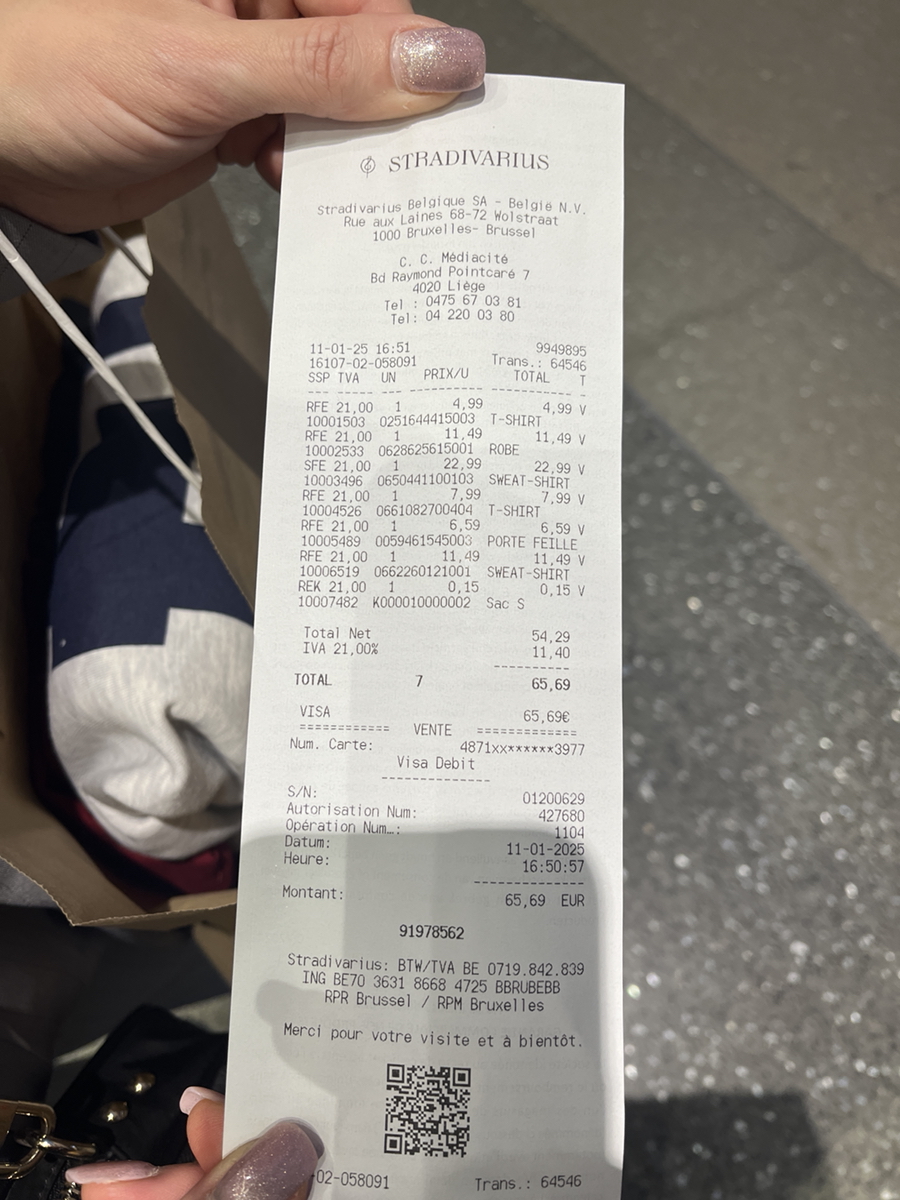 STRADIVARIUS
Stradivarius Belgique SA - België N.V.
Rue aux Laines 68-72 Wolstraat
1000 Bruxelles- Brussel
C. C. Médiacité
Bd Raymond Pointcaré 7
4020 Liège
Tel : 0475 67 03 81
Tel: 04 220 03 80
11-01-25 16:51 9949895
16107-02-058091 Trans.: 64546
SSP TVA UN PRIX/U TOTAL T
RFE 21,00 1 4,99 4,99 V
10001503 0251644415003 T-SHIRT
RFE 21,00 1 11,49 11,49 V
10002533 0628625615001 ROBE
SFE 21,00 1 22,99 22,99 V
10003496 0650441100103 SWEAT-SHIRT
RFE 21,00 1 7,99 7,99 V
10004526 0661082700404 T-SHIRT
RFE 21,00 1 6,59 6,59 V
10005489 0059461545003 PORTE FEILLE
RFE 21,00 1 11,49 11,49 V
10006519 0662260121001 SWEAT-SHIRT
REK 21,00 1 0,15 0,15 V
10007482 K000010000002 Sac S
Total Net 54,29
IVA 21,00% 11,40
TOTAL 7 65,69
VISA 65,69€
============ VENTE =============
Num. Carte: 4871xx******3977
Visa Debit
S/N: 01200629
Autorisation Num: 427680
Opération Num…: 1104
Datum: 11-01-2025
Heure: 16:50:57
Montant: 65,69 EUR
91978562
Stradivarius: BTW/TVA BE 0719.842.839
ING BE70 3631 8668 4725 BBRUBEBB
RPR Brussel / RPM Bruxelles
Merci pour votre visite et à bientôt.
-02-058091 Trans.: 64546